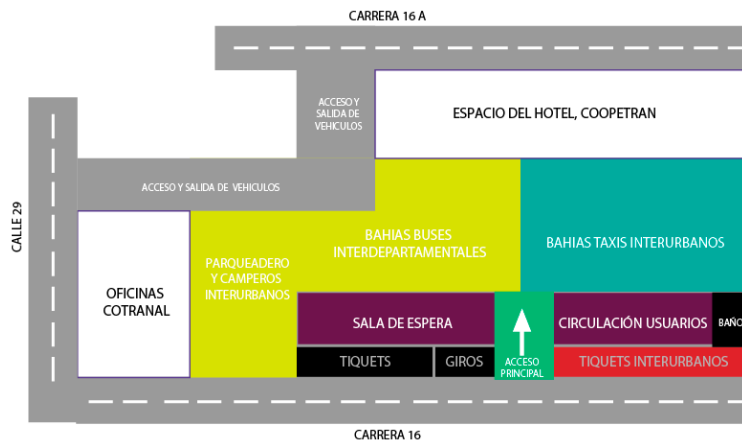 CARRERA 16 A
ACCESO Y
SALIDA DE
VEHICULOS
ESPACIO DEL HOTEL, COOPETRAN
CALLE 29
ACCESO Y SALIDA DE VEHICULOS
BAHIAS BUSES
INTERDEPARTAMENTALES
BAHIAS TAXIS INTERURBANOS
PARQUEADERO
Y CAMPEROS
INTERURBANOS
OFICINAS
COTRANAL
SALA DE ESPERA
CIRCULACIÓN USUARIOS
BAÑO
TIQUETS
GIROS
ACCESO
PRINCIPAL
TIQUETS INTERURBANOS
CARRERA 16